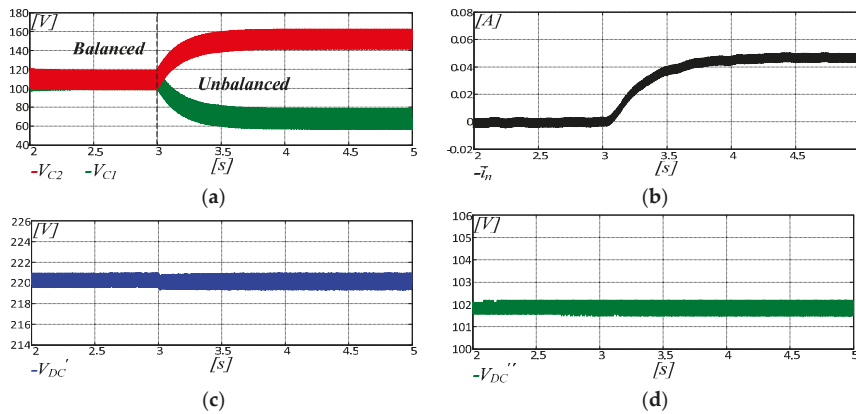 [V]
160
140
120
100
80
60
40
Balanced
Unbalanced
2 2.5 3 3.5 4 4.5 5
[s]
-V_C2 -V_C1
(a)
[A]
0.08
0.06
0.04
0.02
0
-0.02
2 2.5 3 3.5 4 4.5 5
[s]
-i̅_n
(b)
[V]
226
224
222
220
218
216
214
2 2.5 3 3.5 4 4.5 5
[s]
-V_DC'
(c)
[V]
106
105
104
103
102
101
100
2 2.5 3 3.5 4 4.5 5
[s]
-V_DC''
(d)